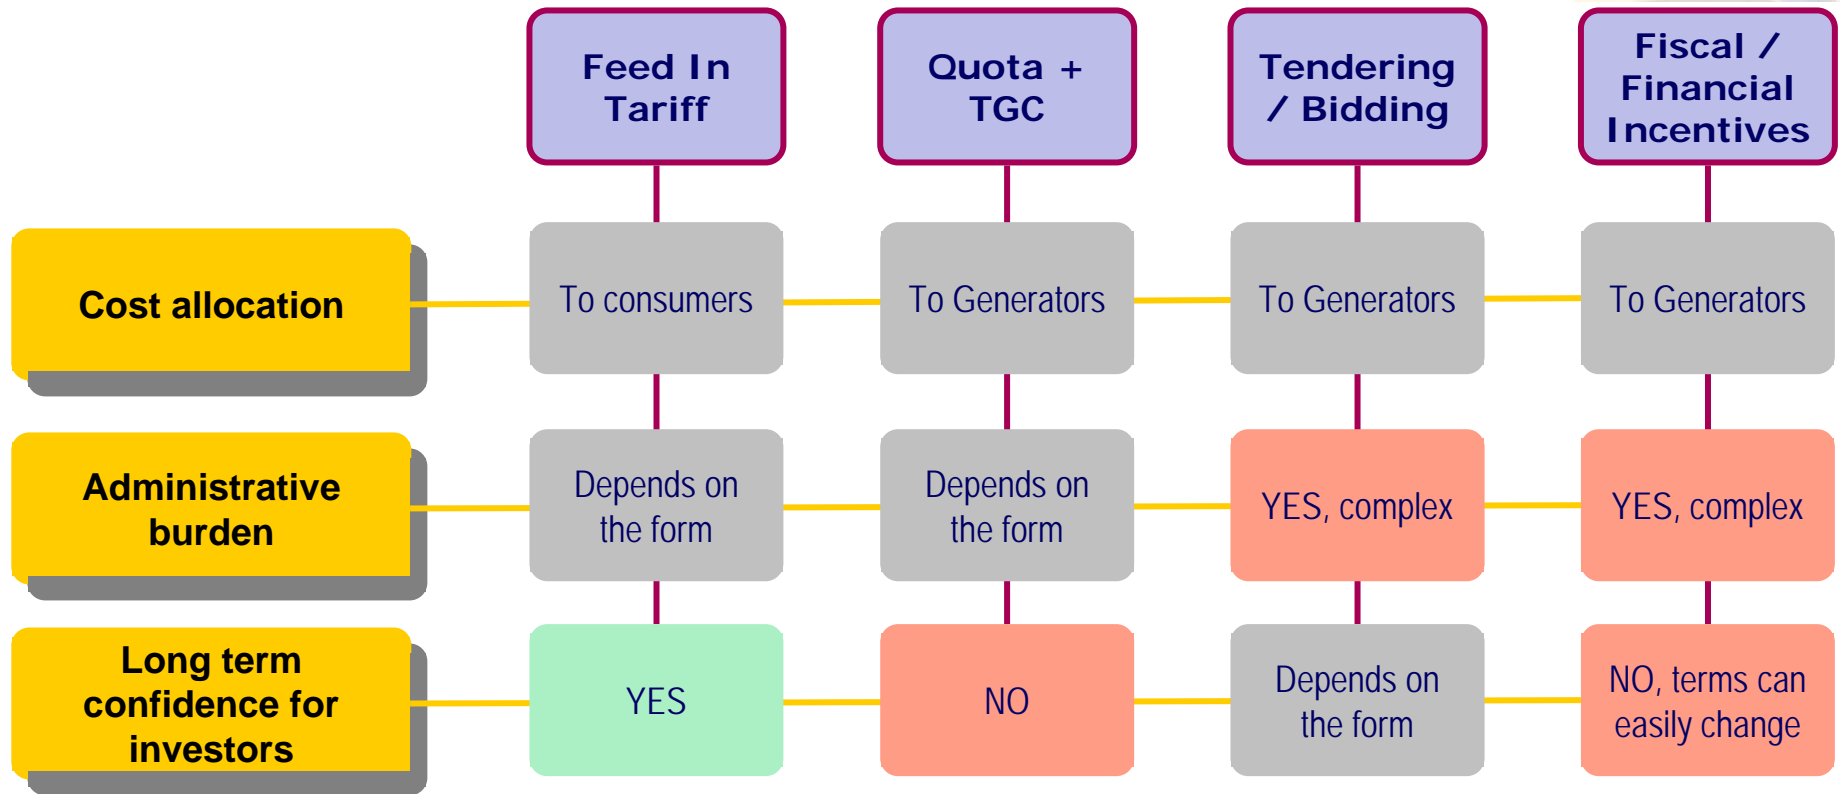 Feed In
Tariff
Quota +
TGC
Tendering
/ Bidding
Fiscal /
Financial
Incentives
Cost allocation
To consumers
To Generators
To Generators
To Generators
Administrative
burden
Depends on
the form
Depends on
the form
YES, complex
YES, complex
Long term
confidence for
investors
YES
NO
Depends on
the form
NO, terms can
easily change